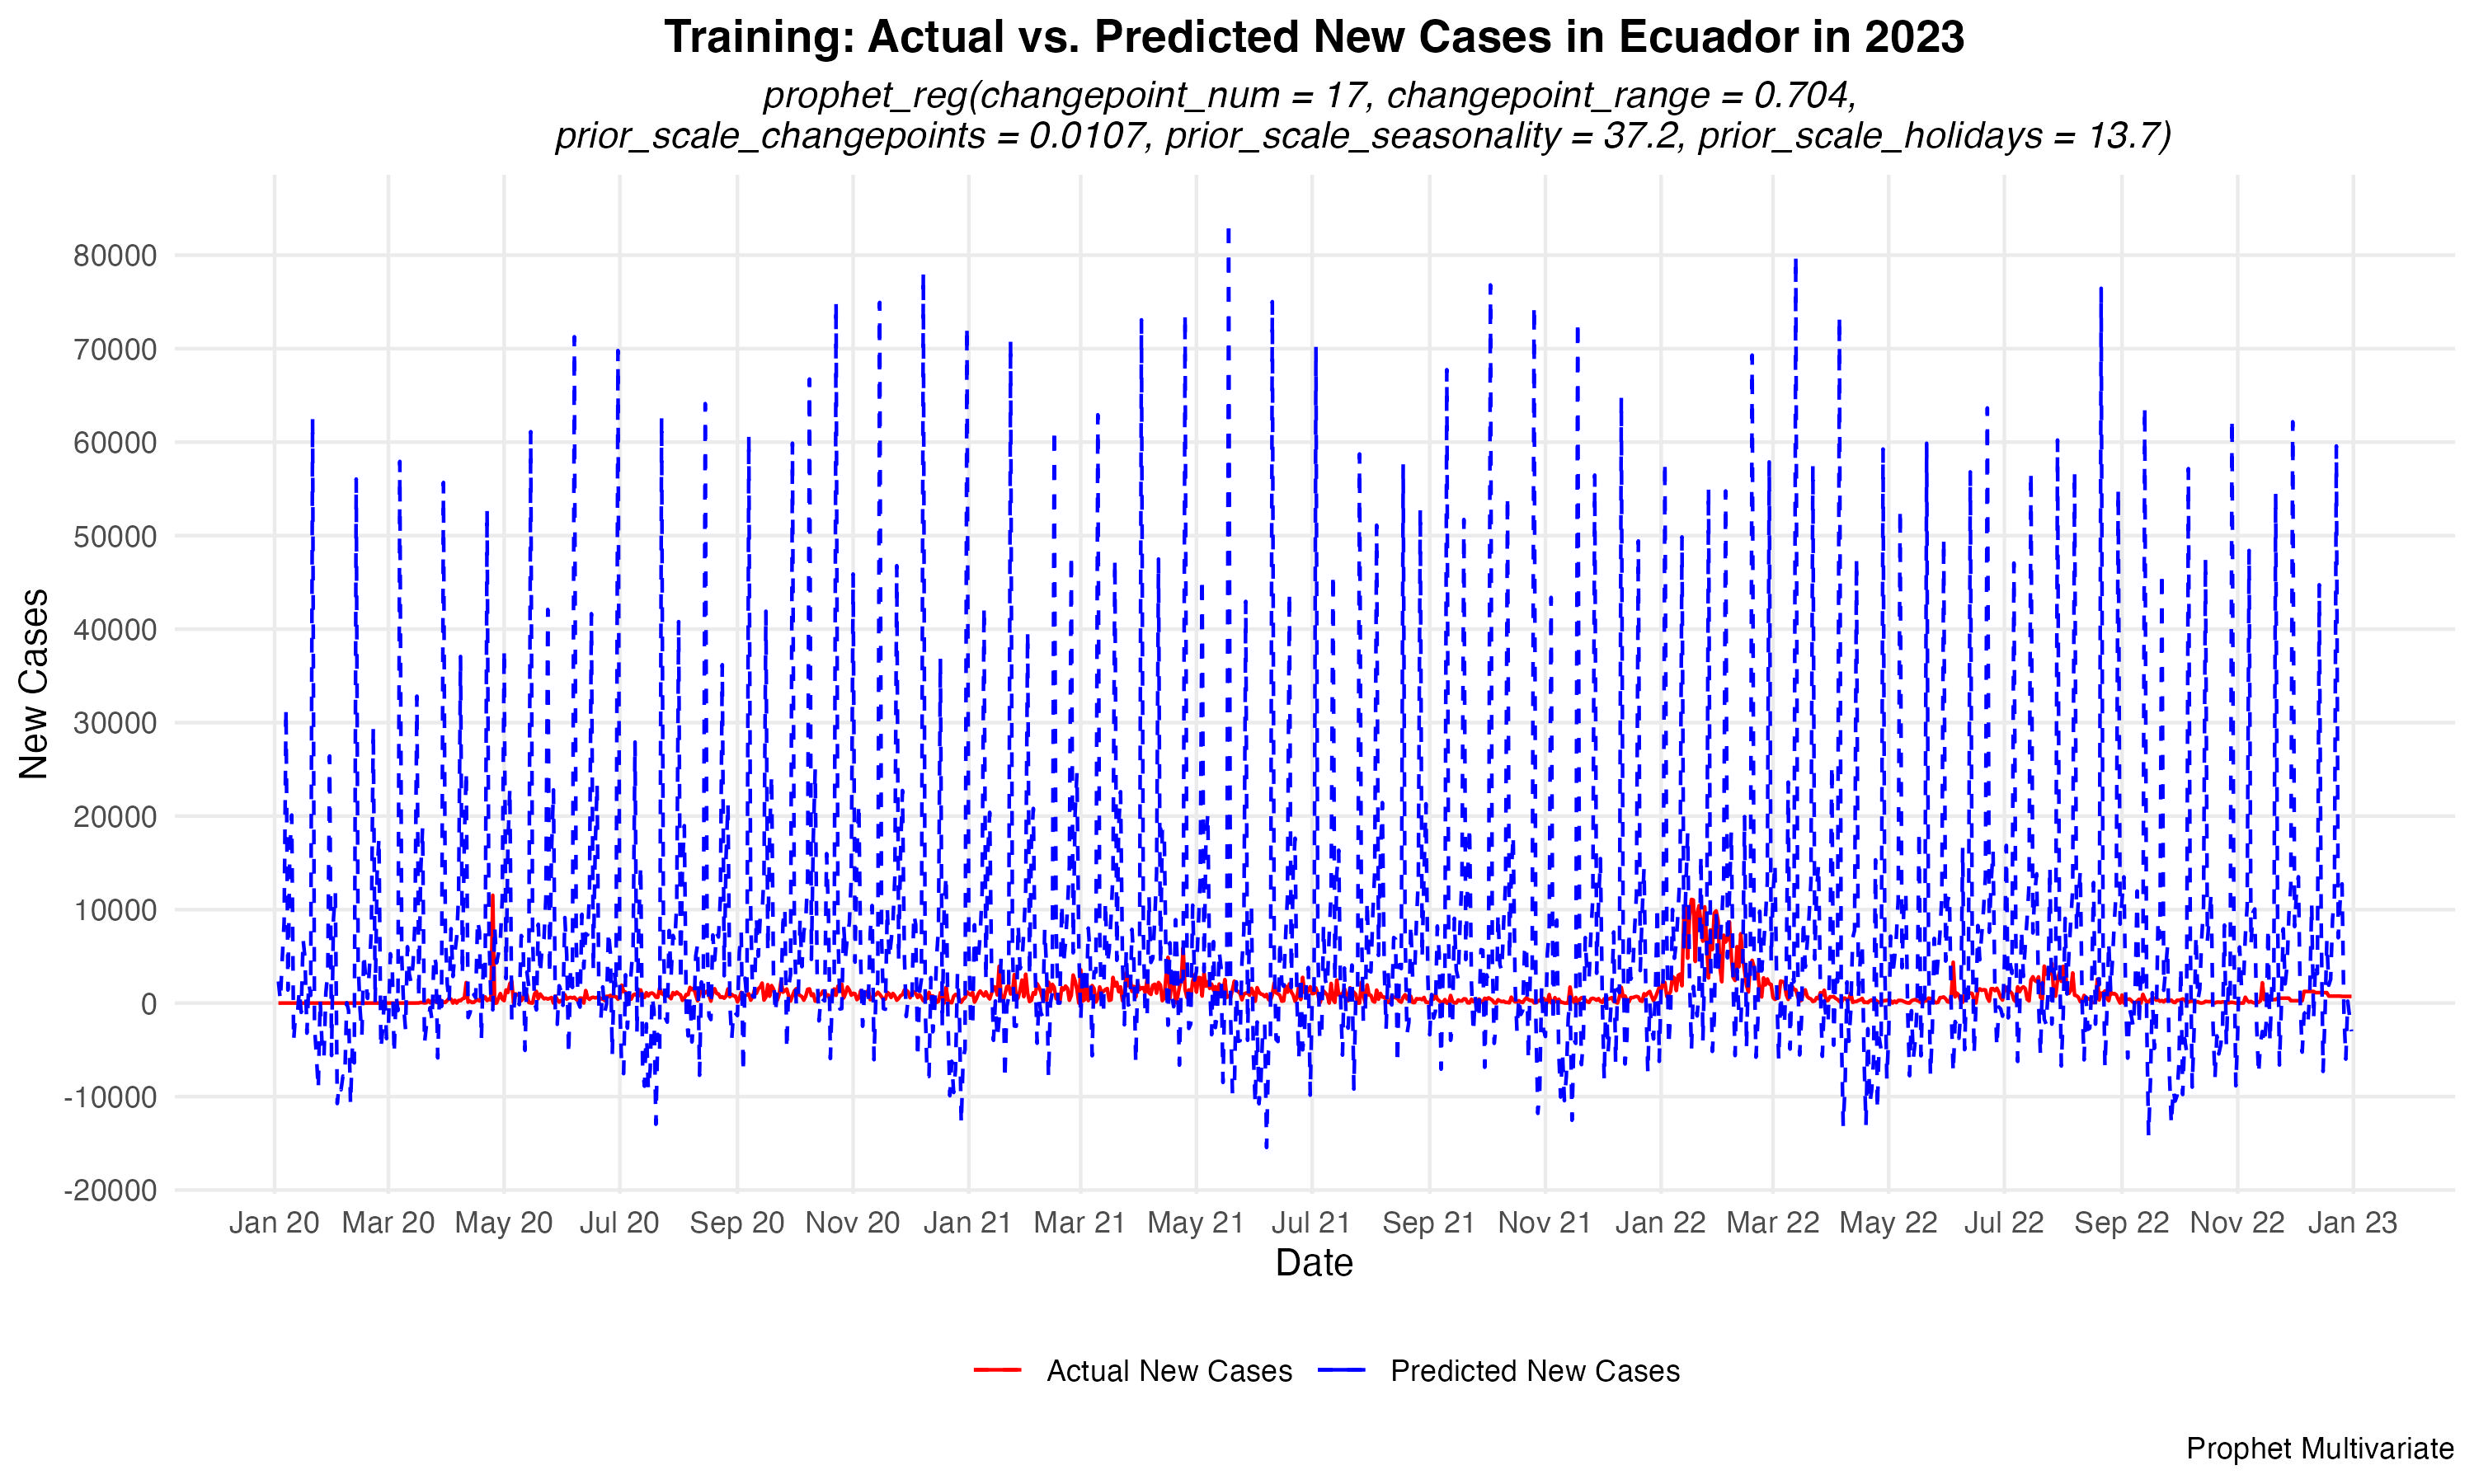 Training: Actual vs. Predicted New Cases in Ecuador in 2023
prophet_reg(changepoint_num = 17, changepoint_range = 0.704,
prior_scale_changepoints = 0.0107, prior_scale_seasonality = 37.2, prior_scale_holidays = 13.7)
New Cases
80000
70000
60000
50000
40000
30000
20000
10000
0
-10000
-20000
Jan 20 Mar 20 May 20 Jul 20 Sep 20 Nov 20 Jan 21 Mar 21 May 21 Jul 21 Sep 21 Nov 21 Jan 22 Mar 22 May 22 Jul 22 Sep 22 Nov 22 Jan 23
Date
Actual New Cases Predicted New Cases
Prophet Multivariate